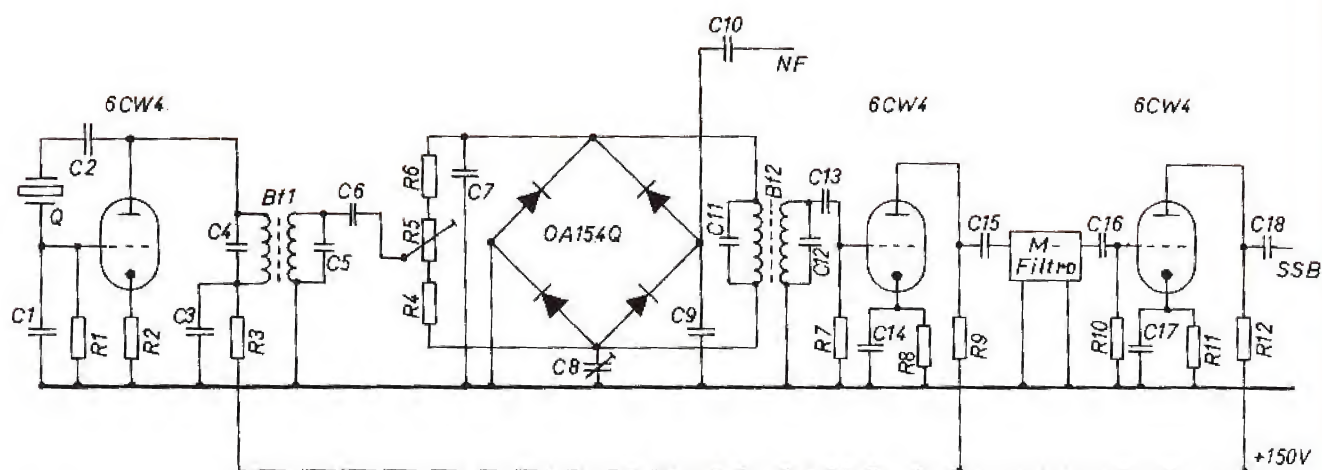 C10
NF
6CW4
6CW4
6CW4
C2
Q
Bt1
C6
R6
C7
C4
C5
R5
OA154Q
C11
Bt2
C13
C12
C15
M-
Filtro
C16
C18
SSB
C1
R1
R2
C3
R3
R4
C8
C9
R7
C14
R8
R9
R10
C17
R11
R12
+150V